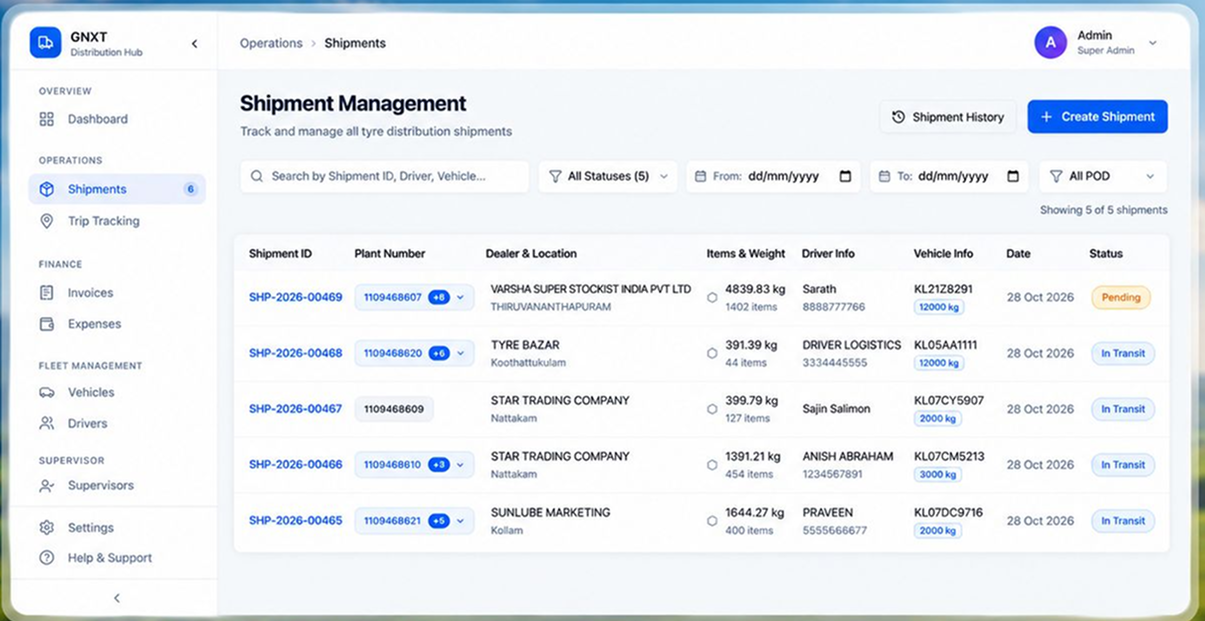 GNXT
Distribution Hub
OVERVIEW
Dashboard
OPERATIONS
Shipments 6
Trip Tracking
FINANCE
Invoices
Expenses
FLEET MANAGEMENT
Vehicles
Drivers
SUPERVISOR
Supervisors
Settings
Help & Support
Operations > Shipments
A Admin
Super Admin
Shipment Management
Track and manage all tyre distribution shipments
Shipment History
+ Create Shipment
Search by Shipment ID, Driver, Vehicle...
All Statuses (5)
From: dd/mm/yyyy
To: dd/mm/yyyy
All POD
Showing 5 of 5 shipments
Shipment ID Plant Number Dealer & Location Items & Weight Driver Info Vehicle Info Date Status
SHP-2026-00469 1109468607 +8 VARSHA SUPER STOCKIST INDIA PVT LTD 4839.83 kg Sarath KL21Z8291 28 Oct 2026 Pending
THIRUVANANTHAPURAM 1402 items 8888777766 12000 kg
SHP-2026-00468 1109468620 +6 TYRE BAZAR 391.39 kg DRIVER LOGISTICS KL05AA1111 28 Oct 2026 In Transit
Koothattukulam 44 items 3334445555 12000 kg
SHP-2026-00467 1109468609 STAR TRADING COMPANY 399.79 kg Sajin Salimon KL07CY5907 28 Oct 2026 In Transit
Nattakam 127 items 2000 kg
SHP-2026-00466 1109468610 +3 STAR TRADING COMPANY 1391.21 kg ANISH ABRAHAM KL07CM5213 28 Oct 2026 In Transit
Nattakam 454 items 1234567891 3000 kg
SHP-2026-00465 1109468621 +5 SUNLUBE MARKETING 1644.27 kg PRAVEEN KL07DC9716 28 Oct 2026 In Transit
Kollam 400 items 5555666677 2000 kg